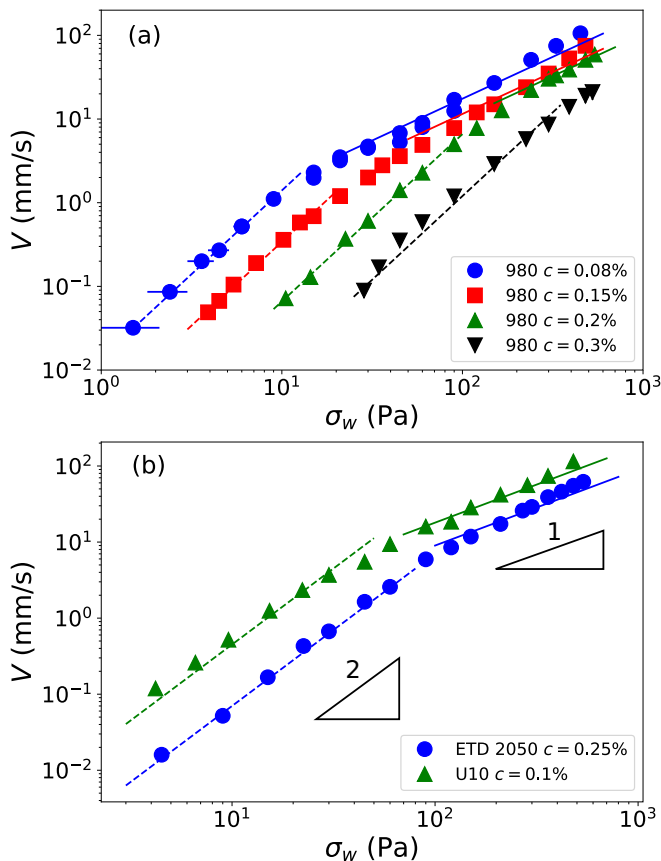 (a)
10²
10¹
10⁰
10⁻¹
10⁻²
V (mm/s)
980 c = 0.08%
980 c = 0.15%
980 c = 0.2%
980 c = 0.3%
10⁰
10¹
10²
10³
σ_w (Pa)
(b)
10²
10¹
10⁰
10⁻¹
10⁻²
V (mm/s)
1
2
ETD 2050 c = 0.25%
U10 c = 0.1%
10¹
10²
10³
σ_w (Pa)